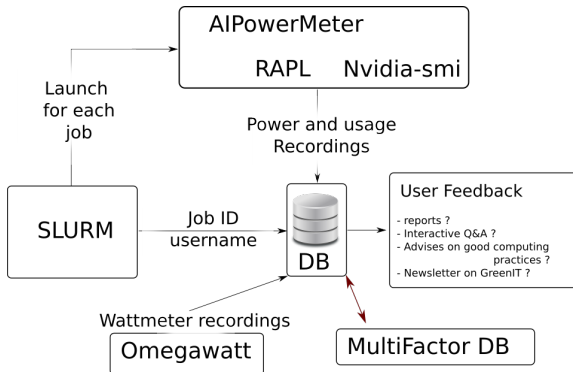 AIPowerMeter
RAPL Nvidia-smi
Launch
for each
job
Power and usage
Recordings
SLURM
Job ID
username
DB
User Feedback
- reports ?
- Interactive Q&A ?
- Advises on good computing
practices ?
- Newsletter on GreenIT ?
Wattmeter recordings
Omegawatt
MultiFactor DB